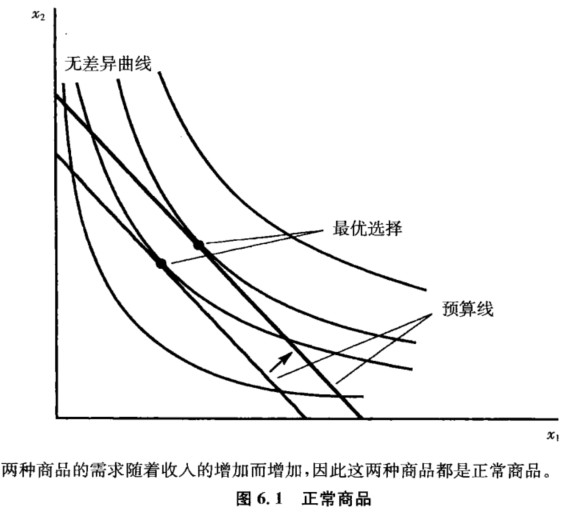 x2
无差异曲线
最优选择
预算线
x1
两种商品的需求随着收入的增加而增加,因此这两种商品都是正常商品。
图 6.1 正常商品